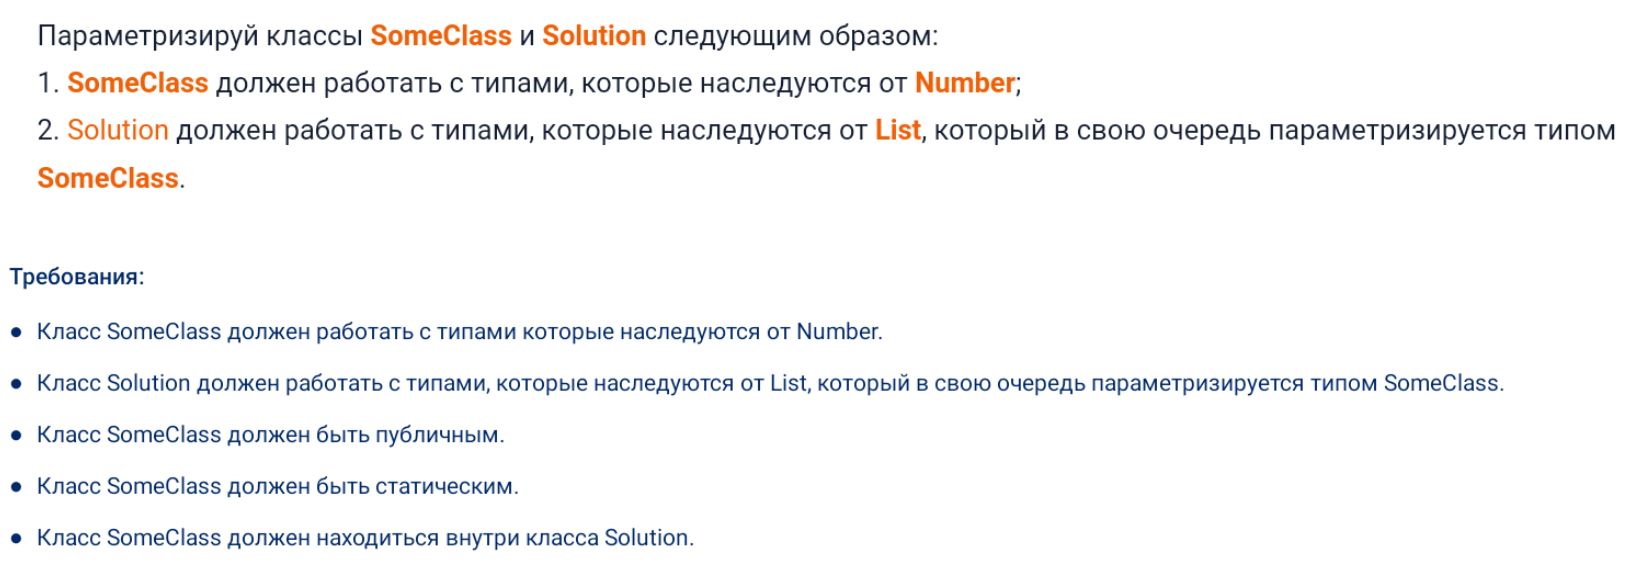 Параметризируй классы SomeClass и Solution следующим образом:
1. SomeClass должен работать с типами, которые наследуются от Number;
2. Solution должен работать с типами, которые наследуются от List, который в свою очередь параметризируется типом
SomeClass.
Требования:
● Класс SomeClass должен работать с типами которые наследуются от Number.
● Класс Solution должен работать с типами, которые наследуются от List, который в свою очередь параметризируется типом SomeClass.
● Класс SomeClass должен быть публичным.
● Класс SomeClass должен быть статическим.
● Класс SomeClass должен находиться внутри класса Solution.